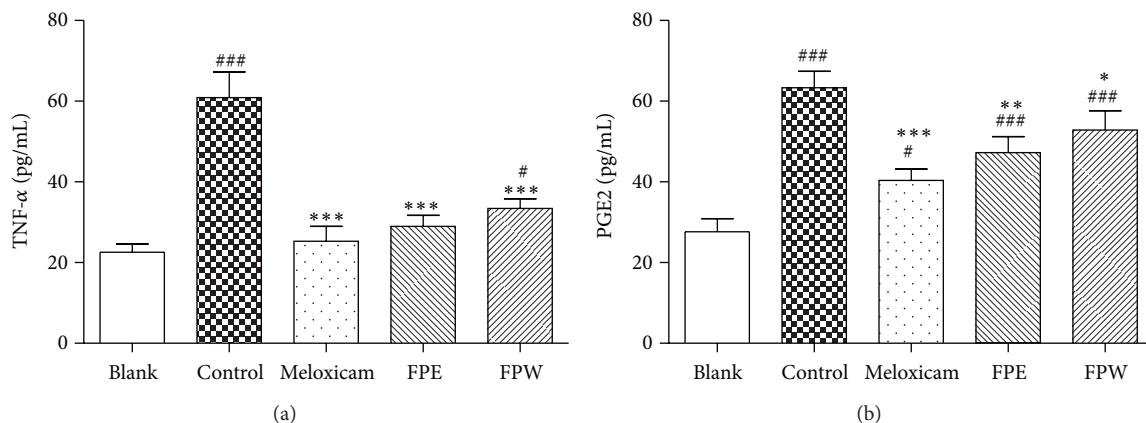 TNF-α (pg/mL)
80
60
40
20
0
###
***
***
#
***
Blank
Control
Meloxicam
FPE
FPW
(a)
PGE2 (pg/mL)
80
60
40
20
0
###
***
#
**
###
*
###
Blank
Control
Meloxicam
FPE
FPW
(b)